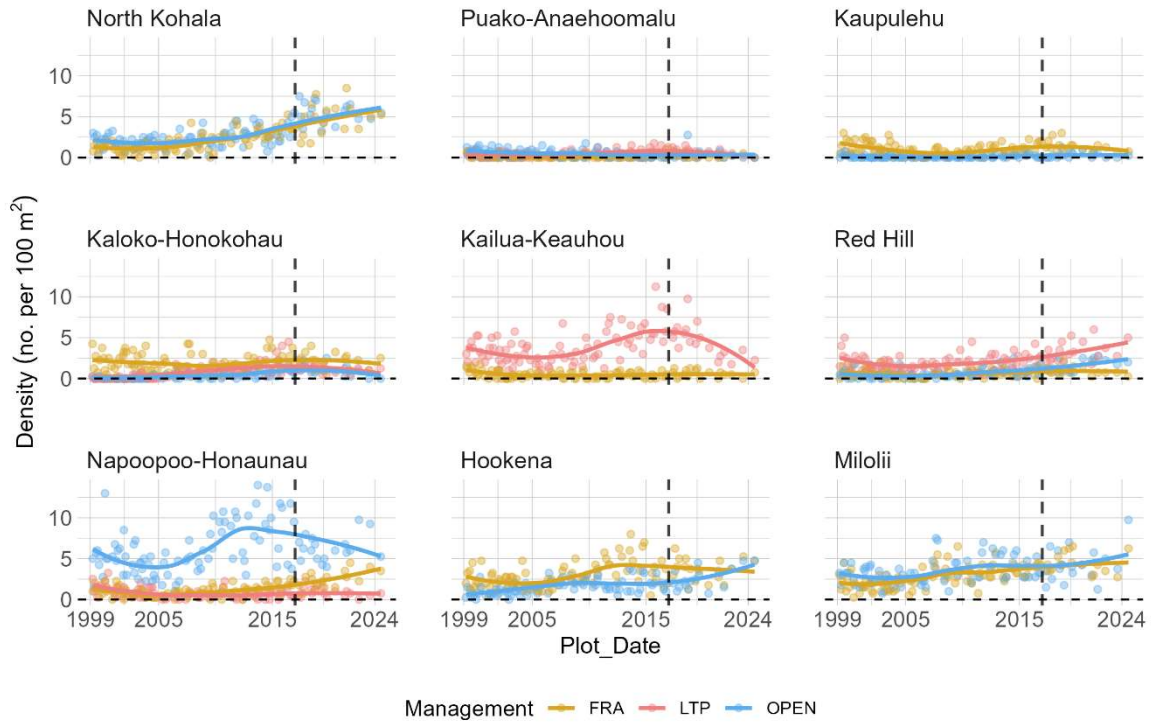 North Kohala
Puako-Anaehoomalu
Kaupulehu
10
5
0
Kaloko-Honokohau
Kailua-Keauhou
Red Hill
10
5
0
Density (no. per 100 m²)
Napoopoo-Honaunau
Hookena
Milolii
10
5
0
1999 2005 2015 2024 1999 2005 2015 2024 1999 2005 2015 2024
Plot_Date
Management FRA LTP OPEN